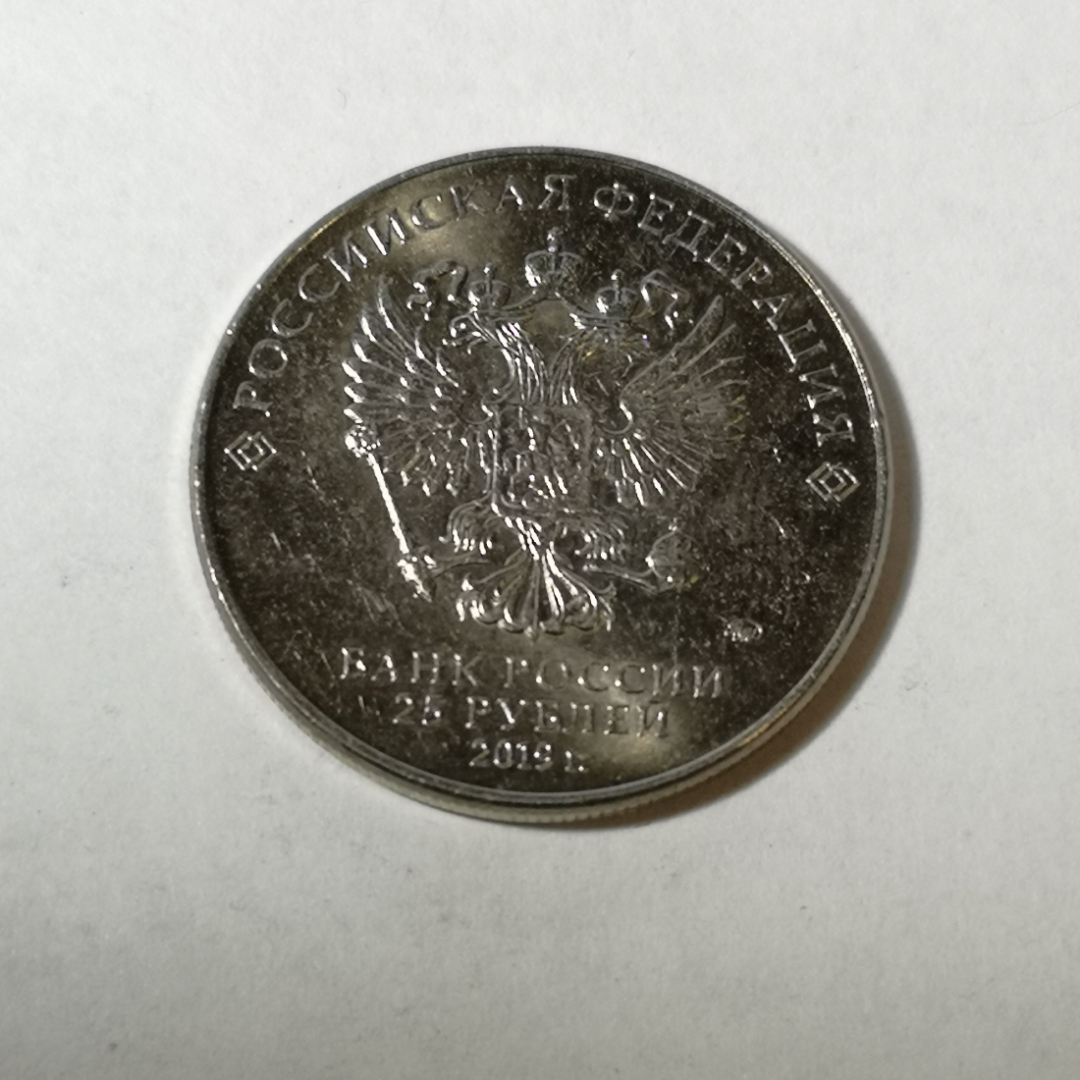 РОССИЙСКАЯ ФЕДЕРАЦИЯ
БАНК РОССИИ
25 РУБЛЕЙ
2019 г.